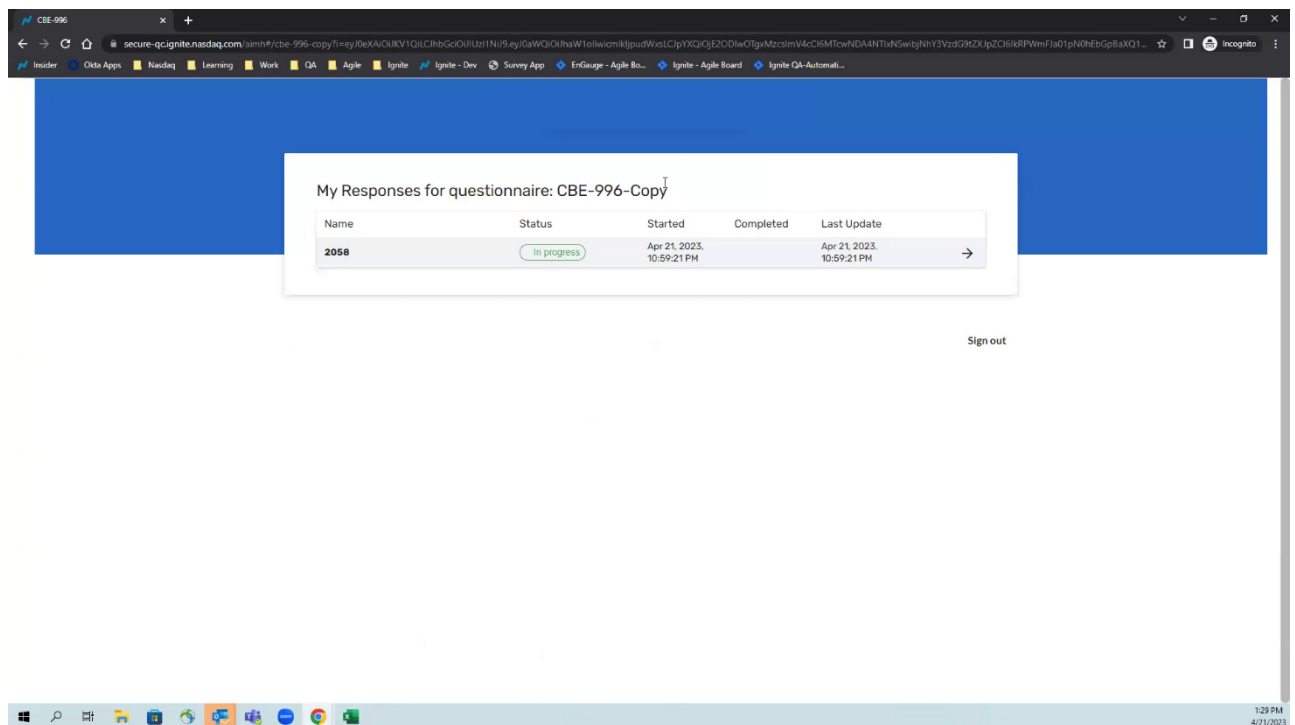 CBE-996
secure-qc.ignite.nasdaq.com/aimh#/cbe-996-copy?i=
Incognito
Insider Okta Apps Nasdaq Learning Work QA Agile Ignite Ignite - Dev Survey App EnGauge - Agile Bo... Ignite - Agile Board Ignite QA-Automati...
My Responses for questionnaire: CBE-996-Copy
Name Status Started Completed Last Update
2058 In progress Apr 21, 2023, Apr 21, 2023,
10:59:21 PM 10:59:21 PM
Sign out
1:29 PM
4/21/2023